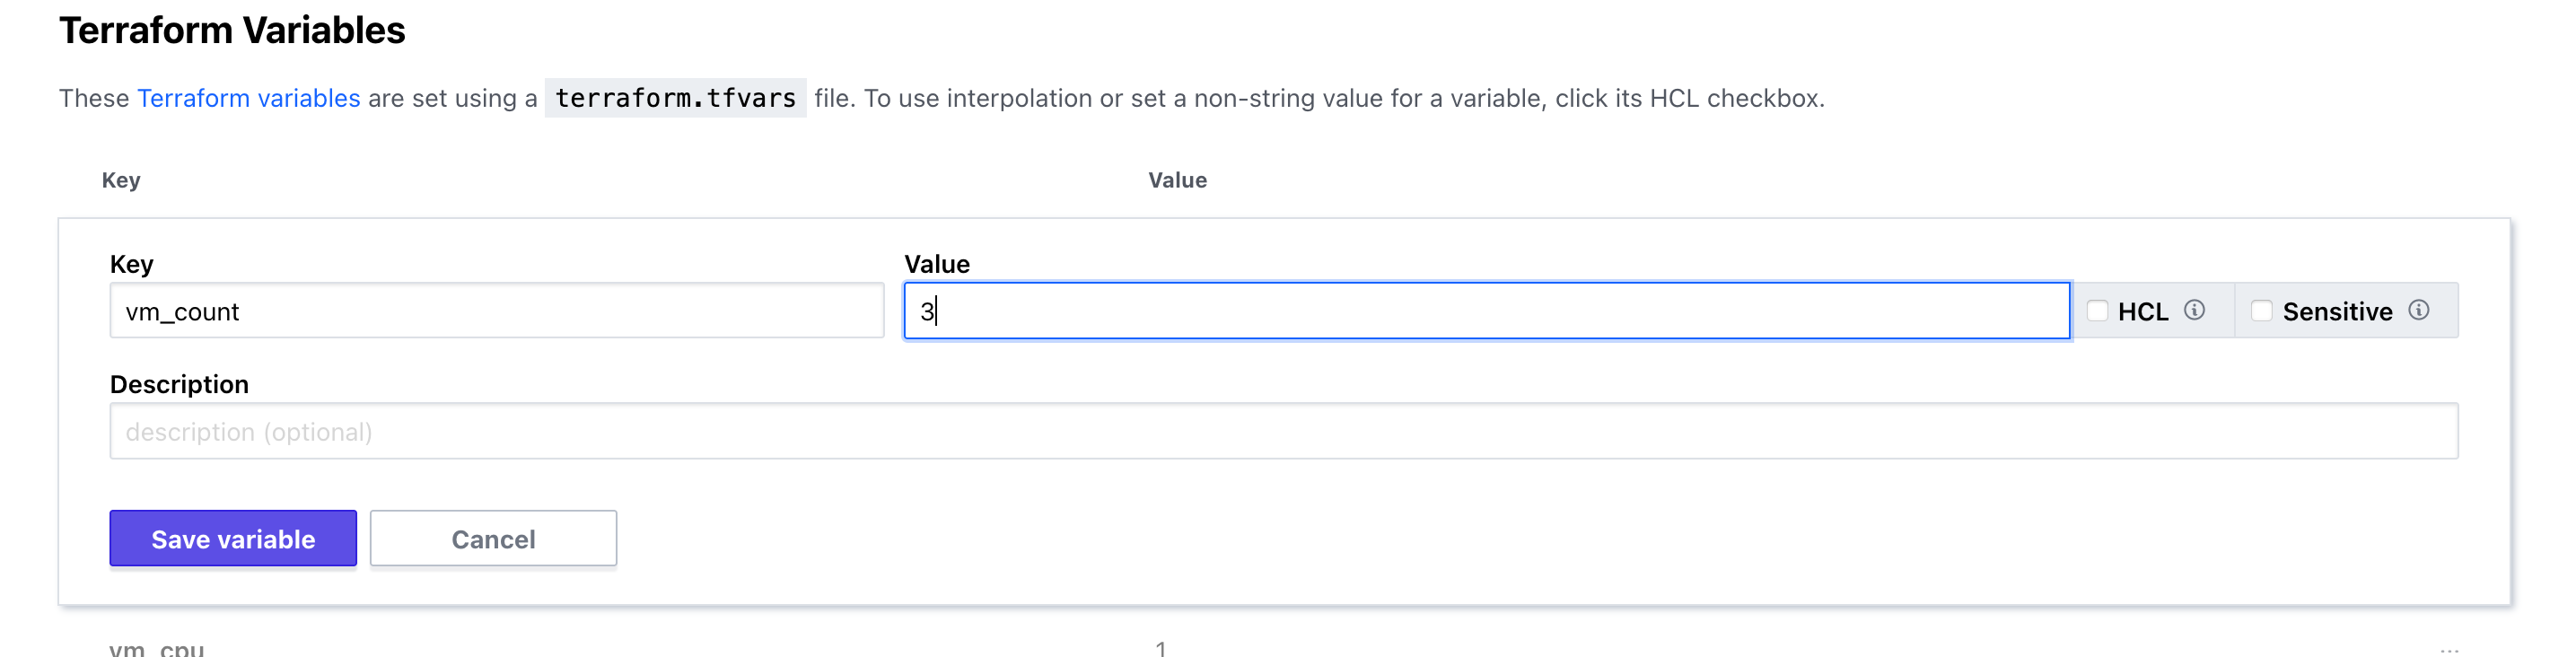 Terraform Variables
These Terraform variables are set using a terraform.tfvars file. To use interpolation or set a non-string value for a variable, click its HCL checkbox.
Key Value
Key Value
vm_count 3 HCL Sensitive
Description
description (optional)
Save variable Cancel
vm_cpu 1 ...